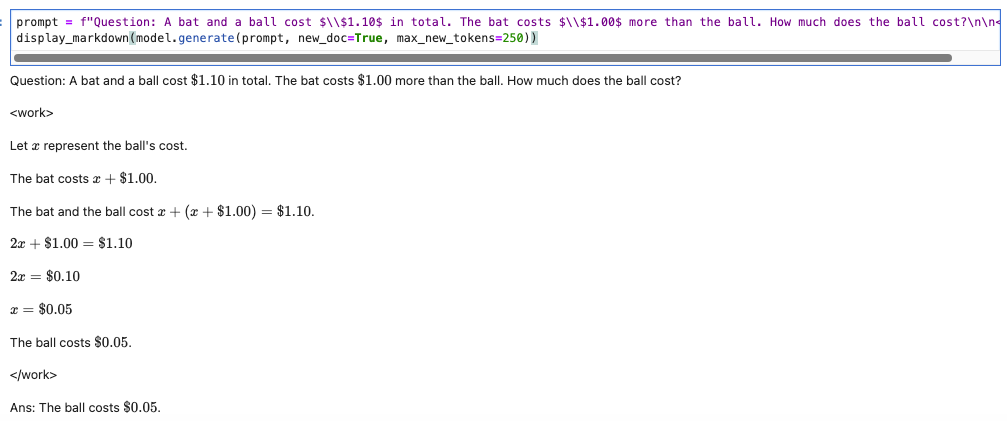 prompt = f"Question: A bat and a ball cost $\\$1.10$ in total. The bat costs $\\$1.00$ more than the ball. How much does the ball cost?\n\n<
display_markdown(model.generate(prompt, new_doc=True, max_new_tokens=250))
Question: A bat and a ball cost $1.10 in total. The bat costs $1.00 more than the ball. How much does the ball cost?
<work>
Let x represent the ball's cost.
The bat costs x + $1.00.
The bat and the ball cost x + (x + $1.00) = $1.10.
2x + $1.00 = $1.10
2x = $0.10
x = $0.05
The ball costs $0.05.
</work>
Ans: The ball costs $0.05.